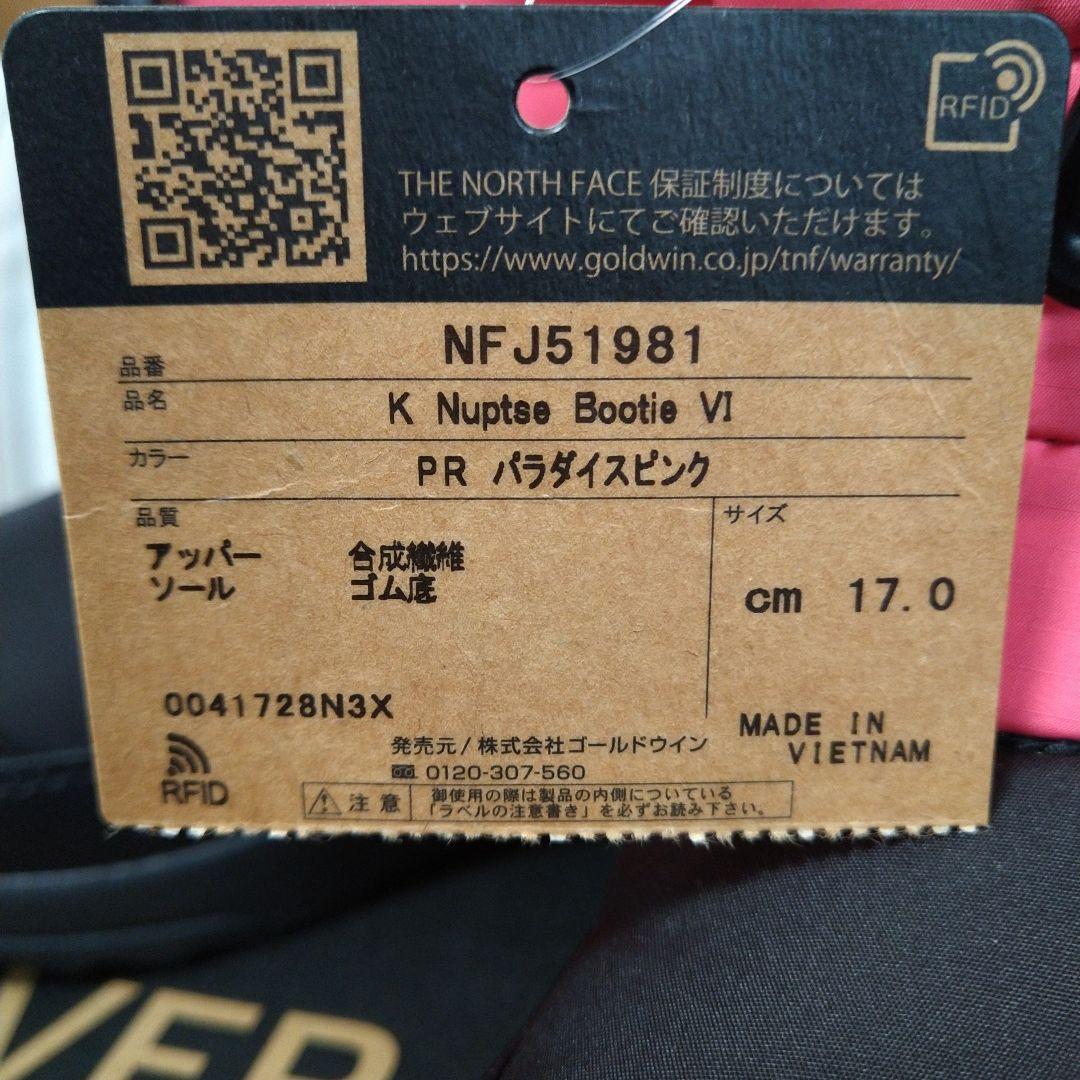 RFID
THE NORTH FACE 保証制度については
ウェブサイトにてご確認いただけます。
https://www.goldwin.co.jp/tnf/warranty/
品番 NFJ51981
品名 K Nuptse Bootie VI
カラー PR パラダイスピンク
品質
サイズ
アッパー 合成繊維
ソール ゴム底
cm 17.0
0041728N3X
MADE IN
VIETNAM
RFID
発売元/株式会社ゴールドウイン
0120-307-560
注意
御使用の際は製品の内側についている
「ラベルの注意書き」を必ずお読み下さい。
VER